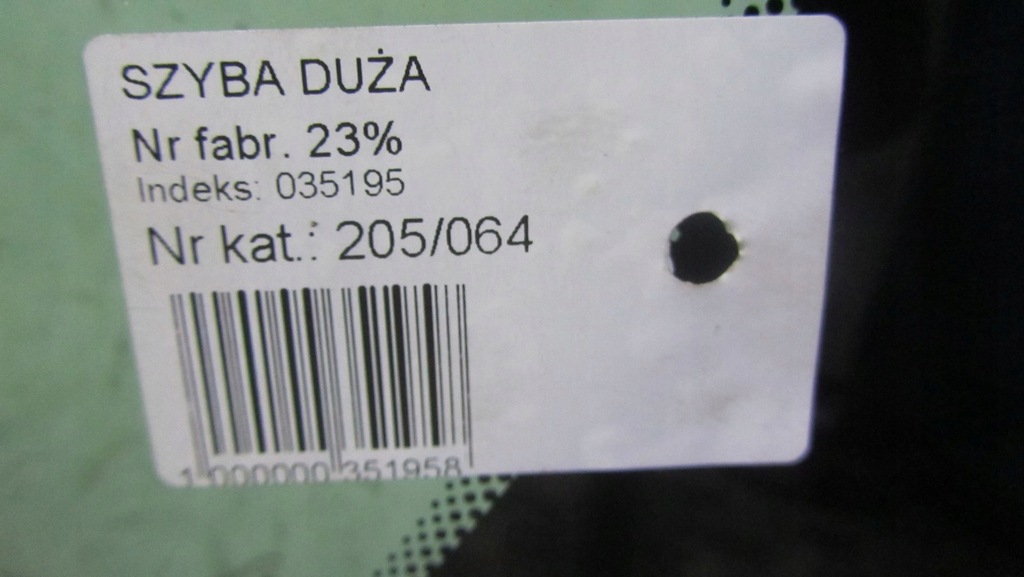 SZYBA DUŻA
Nr fabr. 23%
Indeks: 035195
Nr kat.: 205/064
1 000000 351958